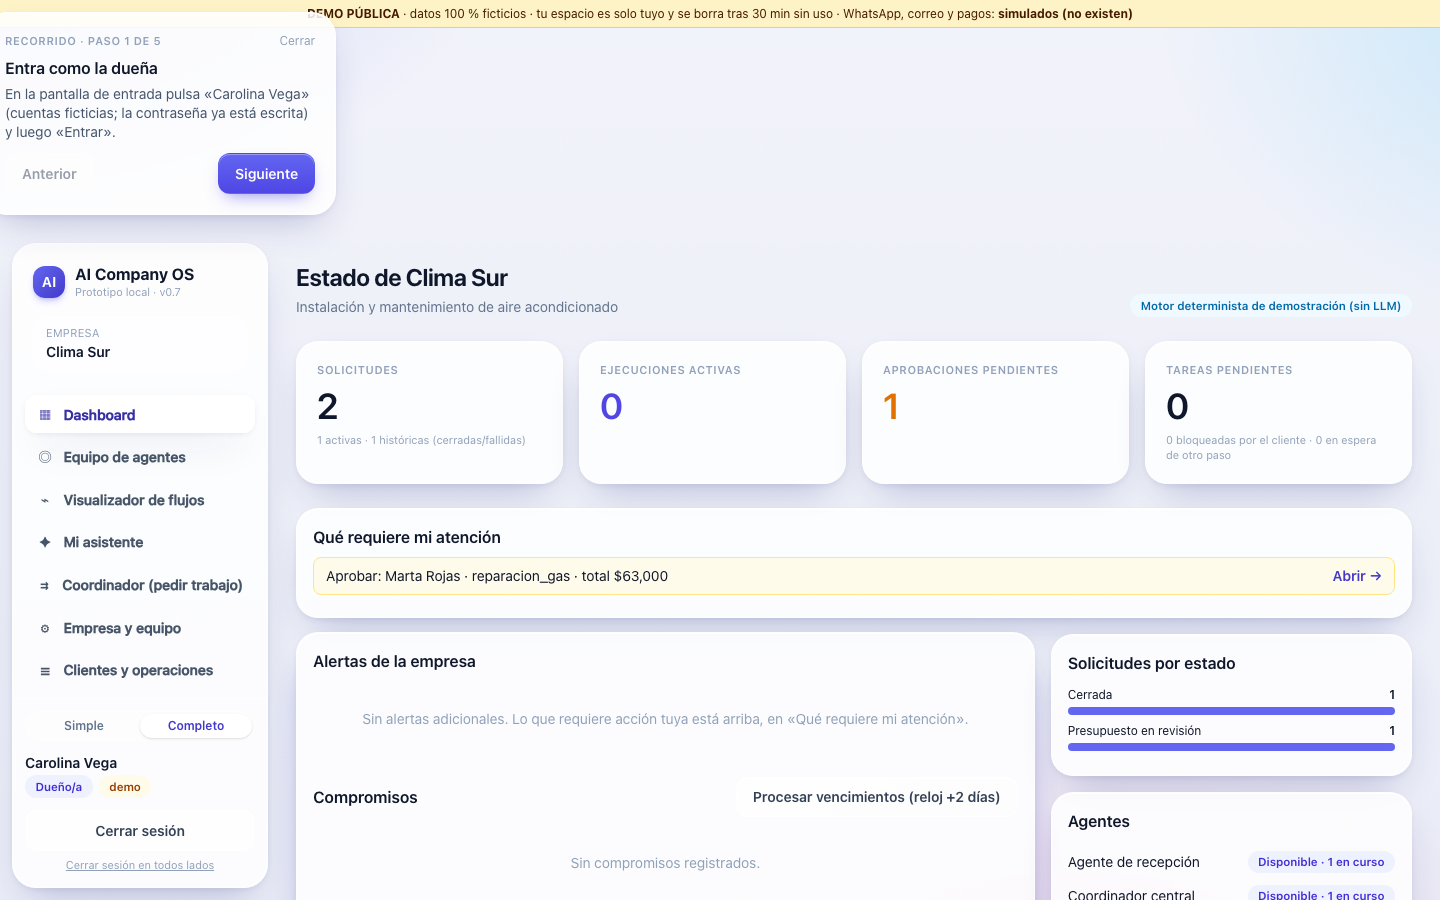 DEMO PÚBLICA · datos 100 % ficticios · tu espacio es solo tuyo y se borra tras 30 min sin uso · WhatsApp, correo y pagos: simulados (no existen)
RECORRIDO · PASO 1 DE 5
Cerrar
Entra como la dueña
En la pantalla de entrada pulsa «Carolina Vega»
(cuentas ficticias; la contraseña ya está escrita)
y luego «Entrar».
Anterior
Siguiente
AI
AI Company OS
Prototipo local · v0.7
EMPRESA
Clima Sur
Dashboard
Equipo de agentes
Visualizador de flujos
Mi asistente
Coordinador (pedir trabajo)
Empresa y equipo
Clientes y operaciones
Simple
Completo
Carolina Vega
Dueño/a
demo
Cerrar sesión
Cerrar sesión en todos lados
Estado de Clima Sur
Instalación y mantenimiento de aire acondicionado
Motor determinista de demostración (sin LLM)
SOLICITUDES
2
1 activas · 1 históricas (cerradas/fallidas)
EJECUCIONES ACTIVAS
0
APROBACIONES PENDIENTES
1
TAREAS PENDIENTES
0
0 bloqueadas por el cliente · 0 en espera
de otro paso
Qué requiere mi atención
Aprobar: Marta Rojas · reparacion_gas · total $63,000
Abrir →
Alertas de la empresa
Sin alertas adicionales. Lo que requiere acción tuya está arriba, en «Qué requiere mi atención».
Compromisos
Procesar vencimientos (reloj +2 días)
Sin compromisos registrados.
Solicitudes por estado
Cerrada
1
Presupuesto en revisión
1
Agentes
Agente de recepción
Disponible · 1 en curso
Coordinador central
Disponible · 1 en curso